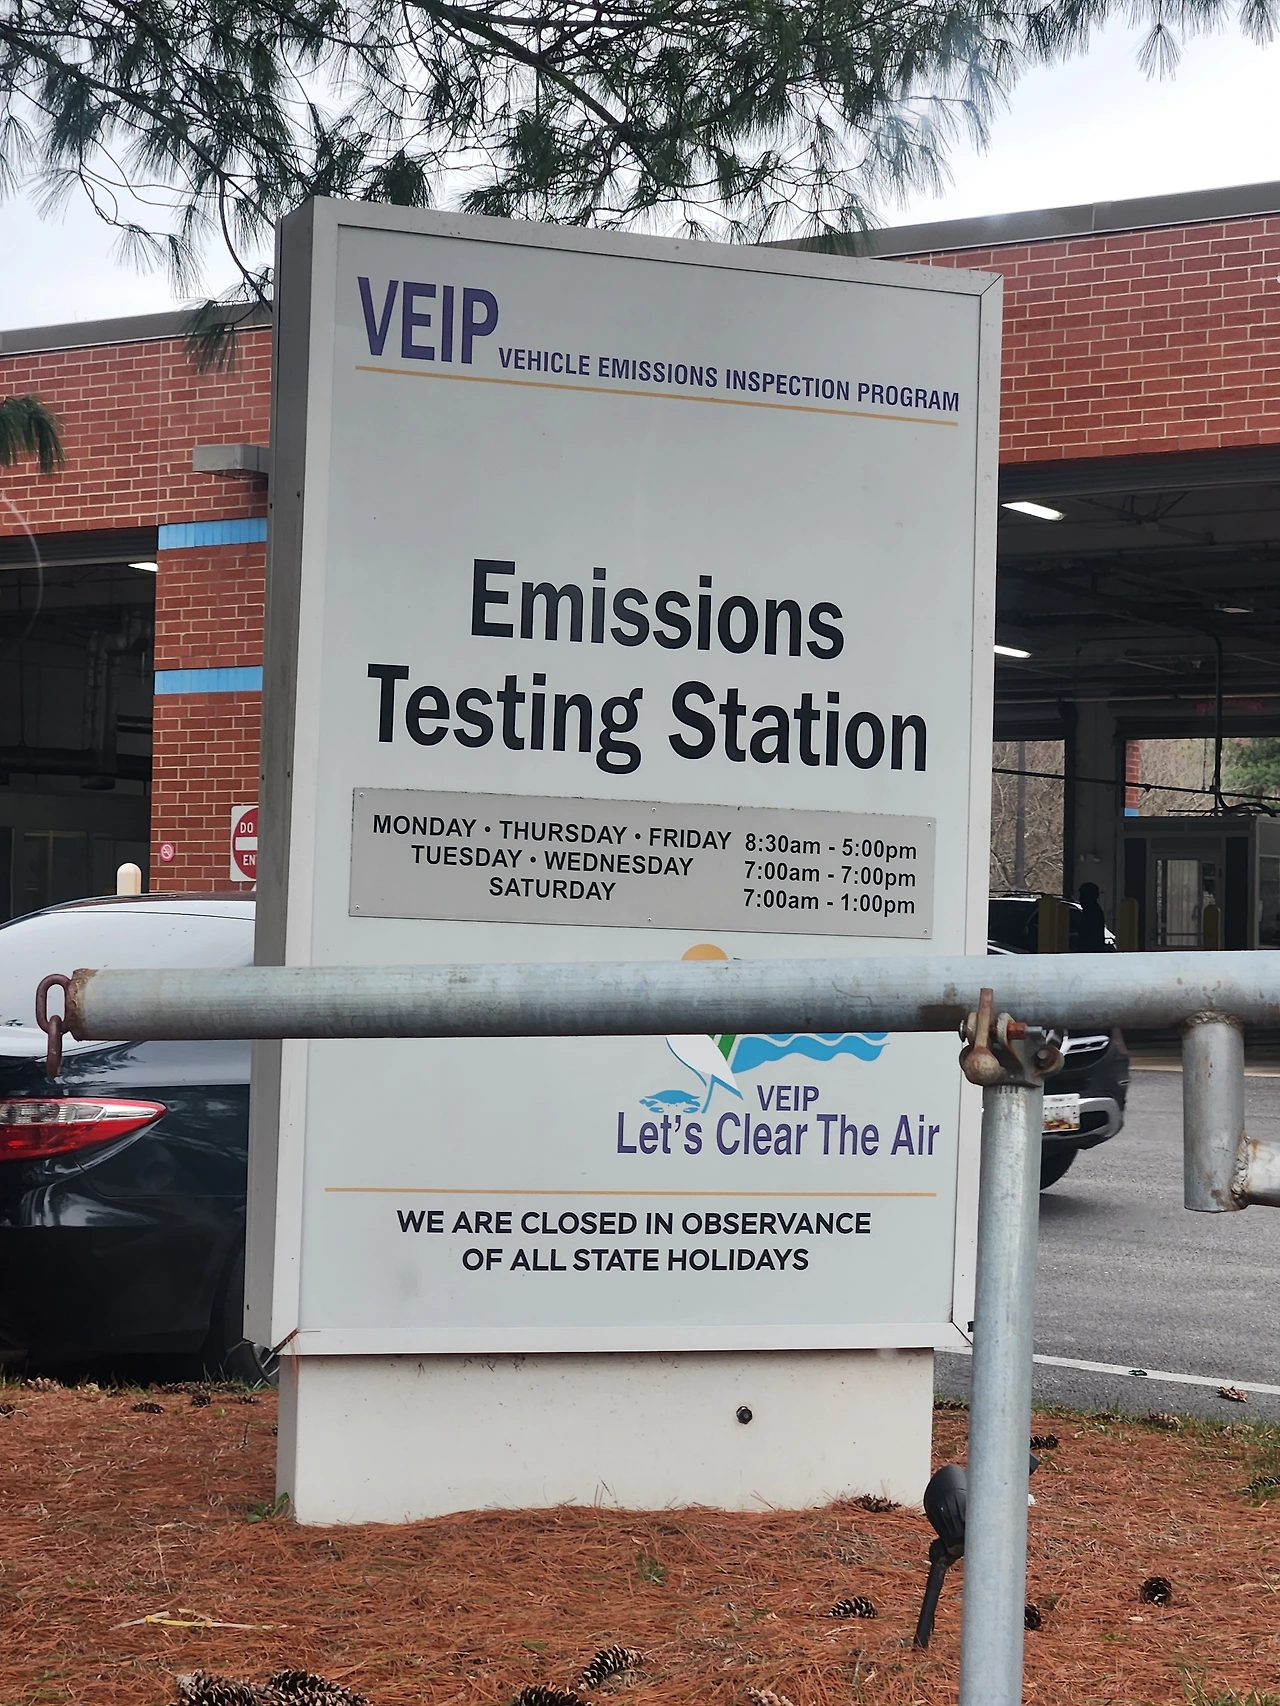 VEIP VEHICLE EMISSIONS INSPECTION PROGRAM
Emissions
Testing Station
MONDAY • THURSDAY • FRIDAY 8:30am - 5:00pm
TUESDAY • WEDNESDAY 7:00am - 7:00pm
SATURDAY 7:00am - 1:00pm
VEIP
Let's Clear The Air
WE ARE CLOSED IN OBSERVANCE
OF ALL STATE HOLIDAYS
DO
EN